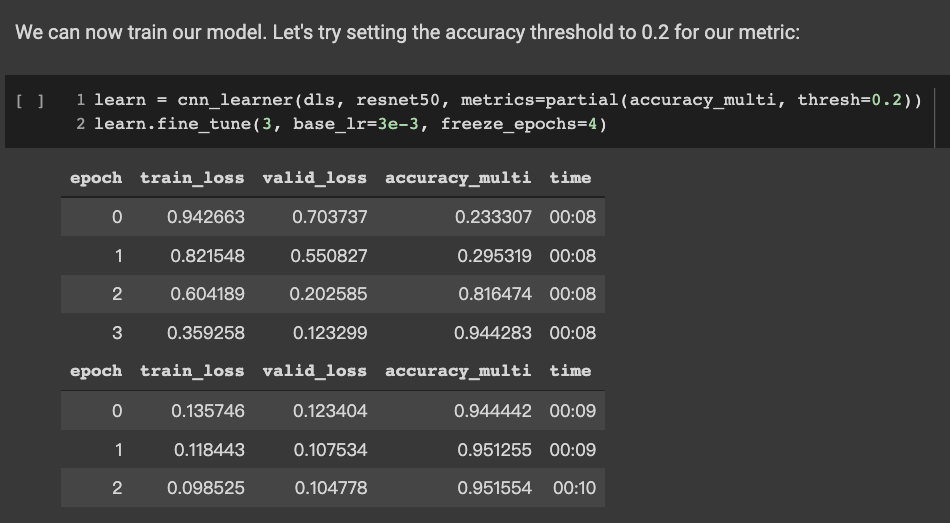 We can now train our model. Let's try setting the accuracy threshold to 0.2 for our metric:
[ ] 1 learn = cnn_learner(dls, resnet50, metrics=partial(accuracy_multi, thresh=0.2))
2 learn.fine_tune(3, base_lr=3e-3, freeze_epochs=4)
epoch train_loss valid_loss accuracy_multi time
0 0.942663 0.703737 0.233307 00:08
1 0.821548 0.550827 0.295319 00:08
2 0.604189 0.202585 0.816474 00:08
3 0.359258 0.123299 0.944283 00:08
epoch train_loss valid_loss accuracy_multi time
0 0.135746 0.123404 0.944442 00:09
1 0.118443 0.107534 0.951255 00:09
2 0.098525 0.104778 0.951554 00:10